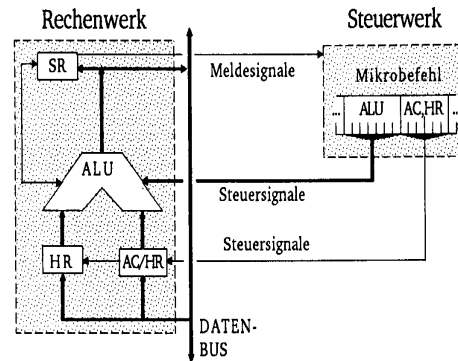 Rechenwerk
Steuerwerk
SR
Meldesignale
Mikrobefehl
... ALU AC,HR ..
ALU
Steuersignale
Steuersignale
HR
AC/HR
DATEN-
BUS